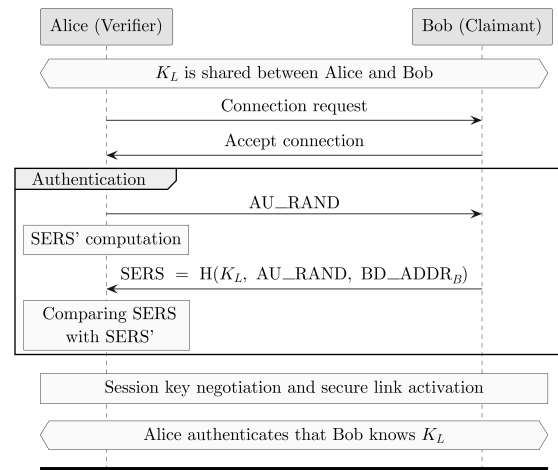 Alice (Verifier)
Bob (Claimant)
K_L is shared between Alice and Bob
Connection request
Accept connection
Authentication
AU_RAND
SERS' computation
SERS = H(K_L, AU_RAND, BD_ADDR_B)
Comparing SERS
with SERS'
Session key negotiation and secure link activation
Alice authenticates that Bob knows K_L